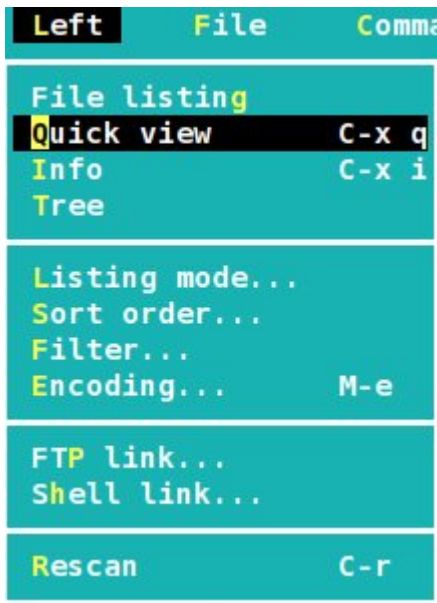 Left File Comma
File listing
Quick view C-x q
Info C-x i
Tree
Listing mode...
Sort order...
Filter...
Encoding... M-e
FTP link...
Shell link...
Rescan C-r